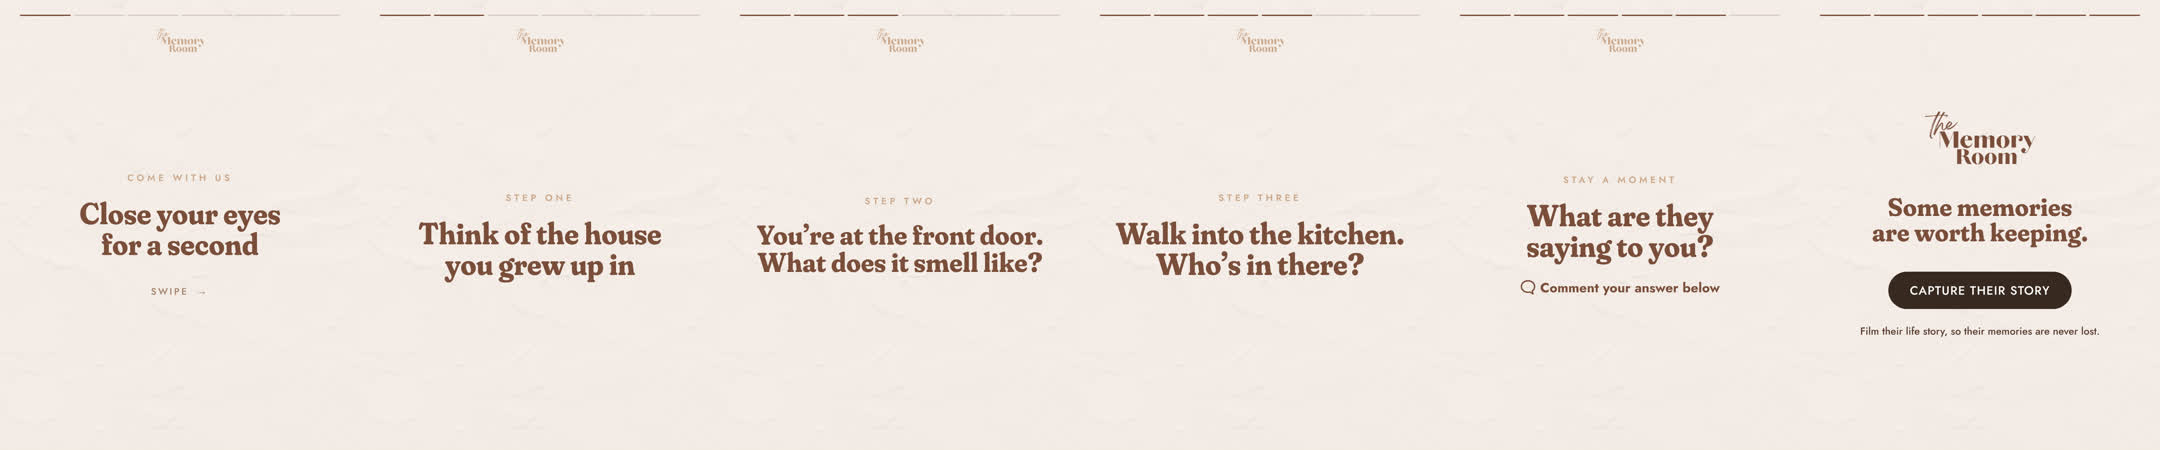 The
Memory
Room
COME WITH US
Close your eyes
for a second
SWIPE →
The
Memory
Room
STEP ONE
Think of the house
you grew up in
The
Memory
Room
STEP TWO
You’re at the front door.
What does it smell like?
The
Memory
Room
STEP THREE
Walk into the kitchen.
Who’s in there?
The
Memory
Room
STAY A MOMENT
What are they
saying to you?
Comment your answer below
The
Memory
Room
Some memories
are worth keeping.
CAPTURE THEIR STORY
Film their life story, so their memories are never lost.